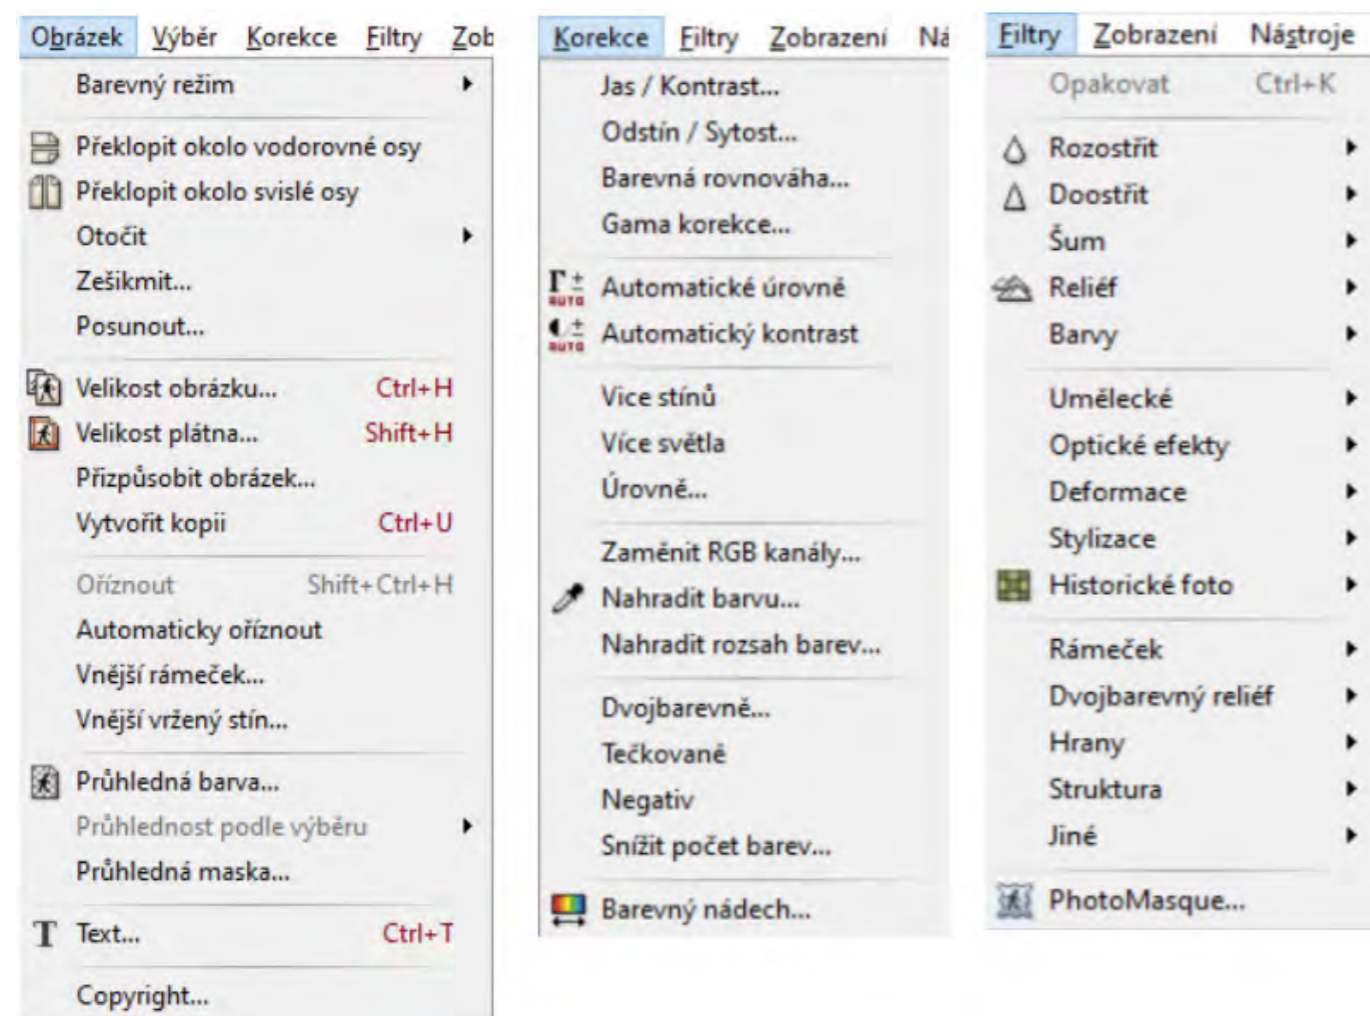 Obrázek Výběr Korekce Filtry Zob
Barevný režim
Překlopit okolo vodorovné osy
Překlopit okolo svislé osy
Otočit
Zešikmit...
Posunout...
Velikost obrázku... Ctrl+H
Velikost plátna... Shift+H
Přizpůsobit obrázek...
Vytvořit kopii Ctrl+U
Oříznout Shift+Ctrl+H
Automaticky oříznout
Vnější rámeček...
Vnější vržený stín...
Průhledná barva...
Průhlednost podle výběru
Průhledná maska...
T Text... Ctrl+T
Copyright...
Korekce Filtry Zobrazení Ná
Jas / Kontrast...
Odstín / Sytost...
Barevná rovnováha...
Gama korekce...
AUTO Automatické úrovně
AUTO Automatický kontrast
Vice stínů
Více světla
Úrovně...
Zaměnit RGB kanály...
Nahradit barvu...
Nahradit rozsah barev...
Dvojbarevně...
Tečkovaně
Negativ
Snížit počet barev...
Barevný nádech...
Filtry Zobrazení Nástroje
Opakovat Ctrl+K
Rozostřit
Doostřit
Šum
Reliéf
Barvy
Umělecké
Optické efekty
Deformace
Stylizace
Historické foto
Rámeček
Dvojbarevný reliéf
Hrany
Struktura
Jiné
PhotoMasque...